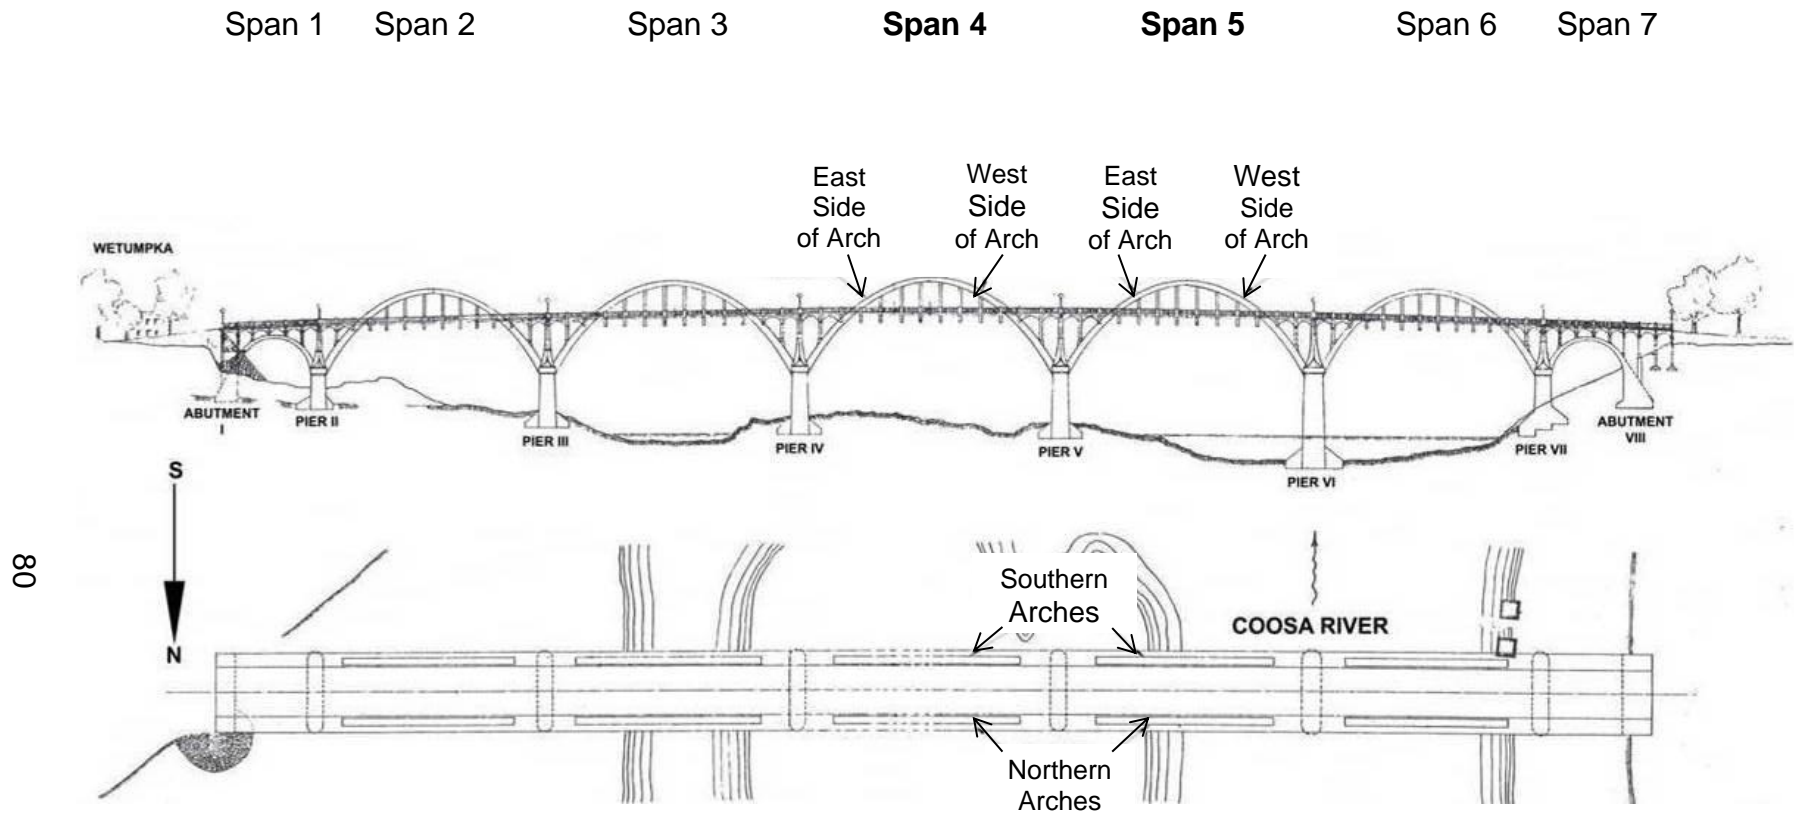 Span 1 Span 2 Span 3 Span 4 Span 5 Span 6 Span 7
East
Side
of Arch
West
Side
of Arch
East
Side
of Arch
West
Side
of Arch
WETUMPKA
ABUTMENT
I
PIER II
PIER III
PIER IV
PIER V
PIER VI
PIER VII
ABUTMENT
VIII
S
N
80
Southern
Arches
COOSA RIVER
Northern
Arches